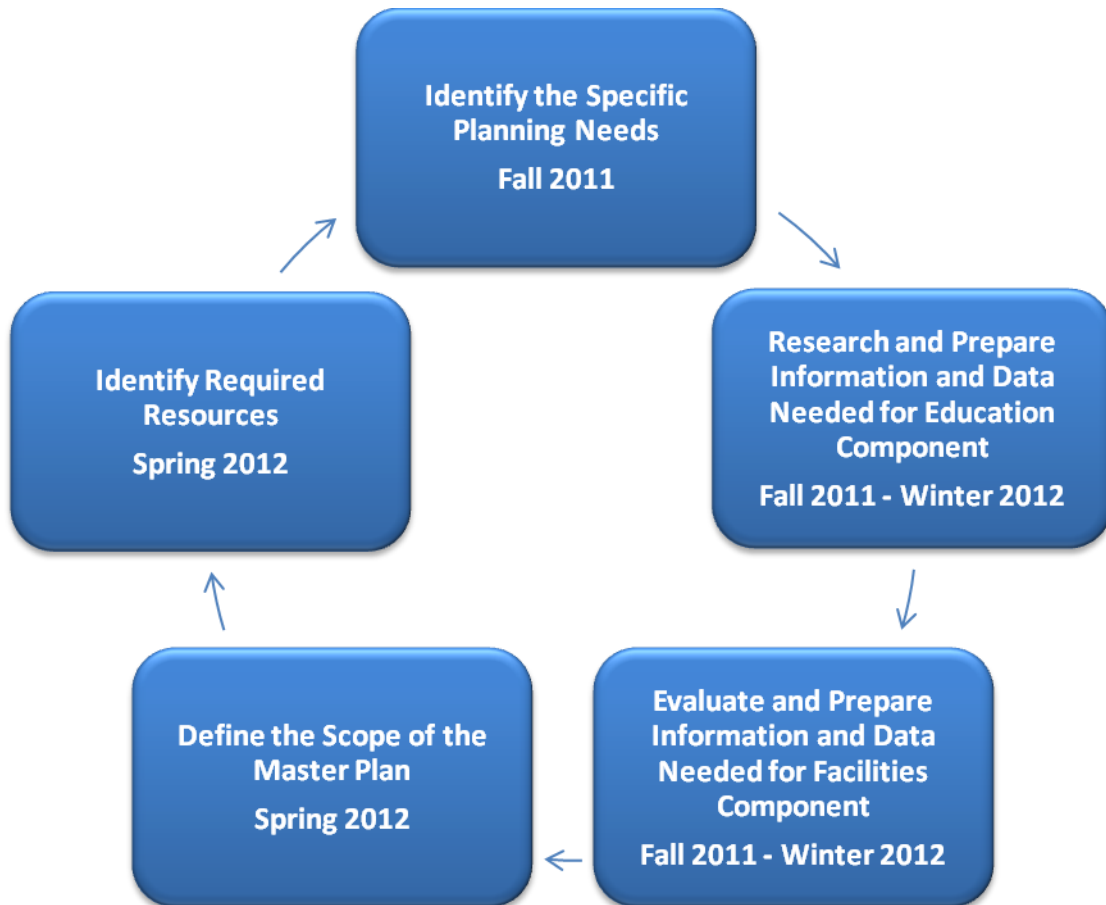 Identify the Specific
Planning Needs
Fall 2011
Research and Prepare
Information and Data
Needed for Education
Component
Fall 2011 - Winter 2012
Evaluate and Prepare
Information and Data
Needed for Facilities
Component
Fall 2011 - Winter 2012
Define the Scope of the
Master Plan
Spring 2012
Identify Required
Resources
Spring 2012